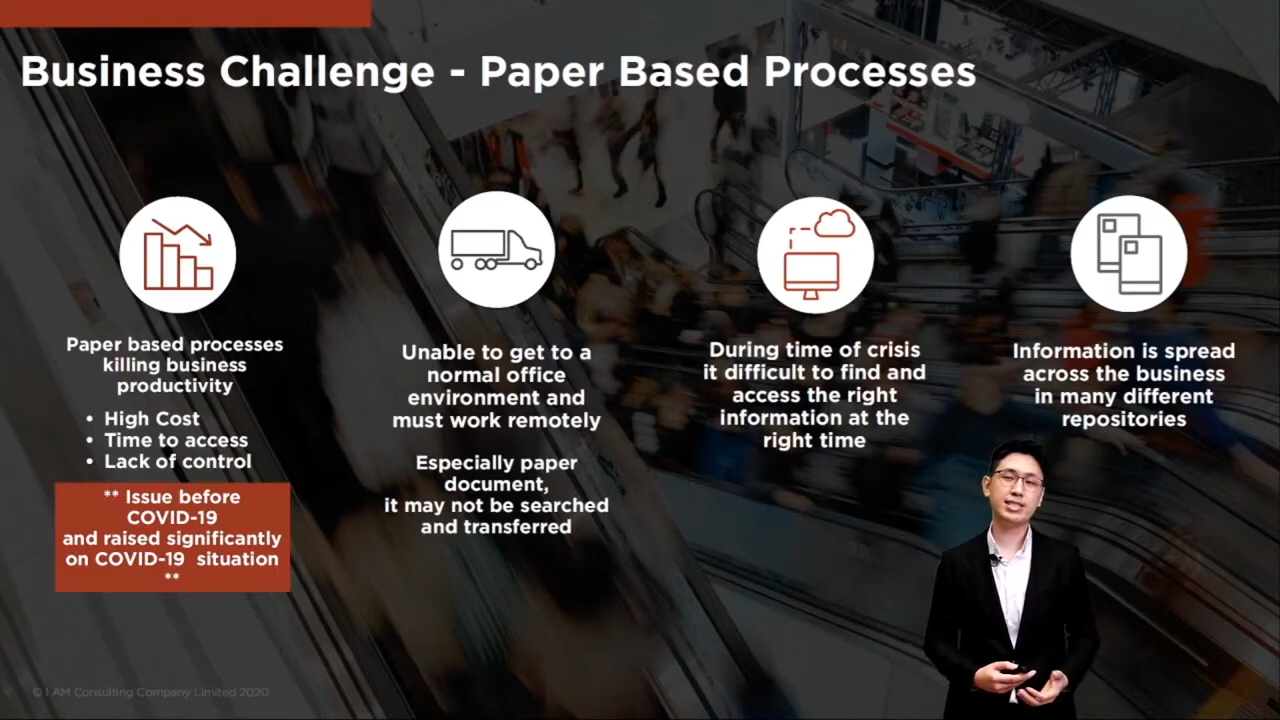 Business Challenge - Paper Based Processes
Paper based processes
killing business
productivity
• High Cost
• Time to access
• Lack of control
** Issue before
COVID-19
and raised significantly
on COVID-19 situation
**
Unable to get to a
normal office
environment and
must work remotely
Especially paper
document,
it may not be searched
and transferred
During time of crisis
it difficult to find and
access the right
information at the
right time
Information is spread
across the business
in many different
repositories
© I AM Consulting Company Limited 2020